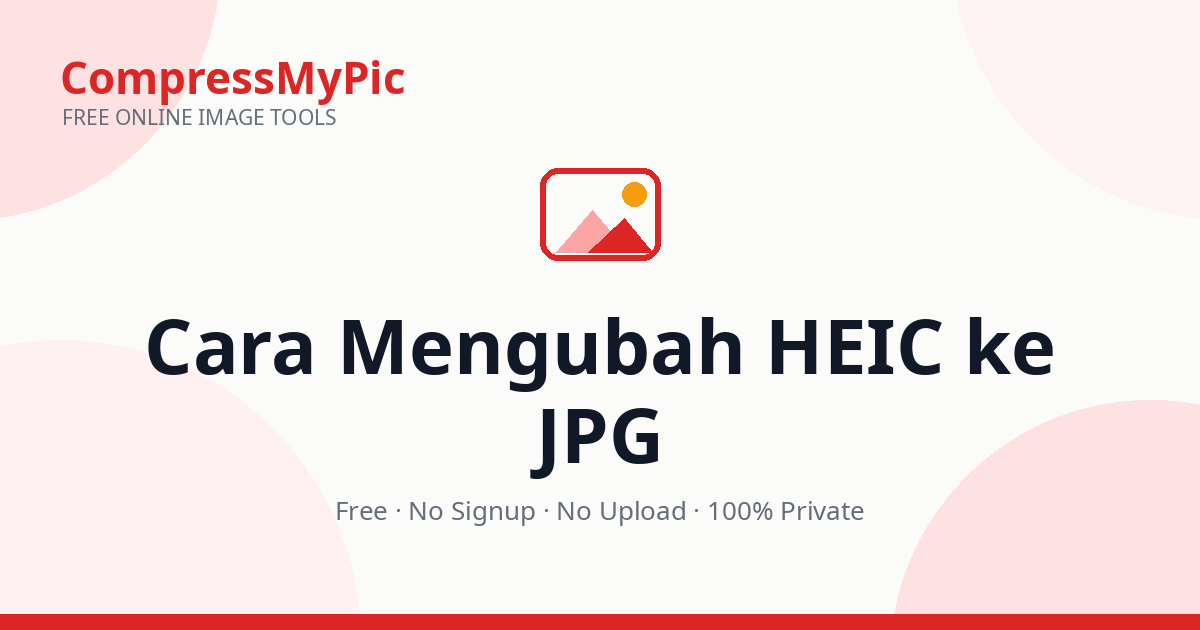 CompressMyPic
FREE ONLINE IMAGE TOOLS
Cara Mengubah HEIC ke
JPG
Free · No Signup · No Upload · 100% Private